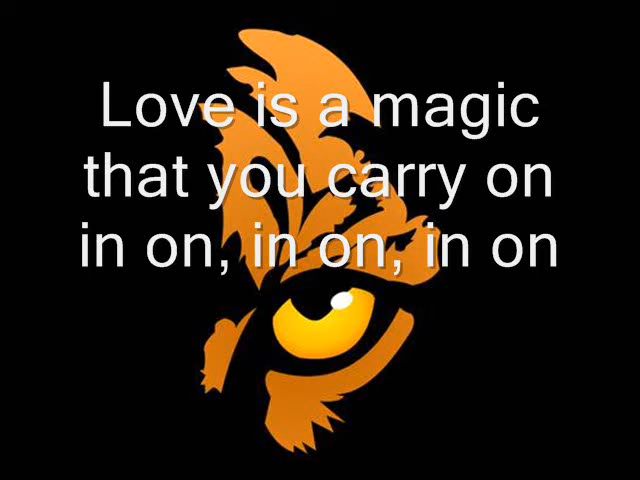 Love is a magic
that you carry on
in on, in on, in on